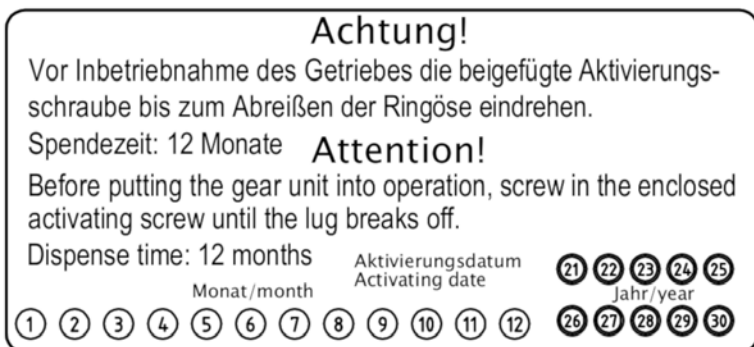 Achtung!
Vor Inbetriebnahme des Getriebes die beigefügte Aktivierungs-
schraube bis zum Abreißen der Ringöse eindrehen.
Spendezeit: 12 Monate
Attention!
Before putting the gear unit into operation, screw in the enclosed
activating screw until the lug breaks off.
Dispense time: 12 months
Aktivierungsdatum
Activating date
Monat/month
1 2 3 4 5 6 7 8 9 10 11 12
21 22 23 24 25
Jahr/year
26 27 28 29 30